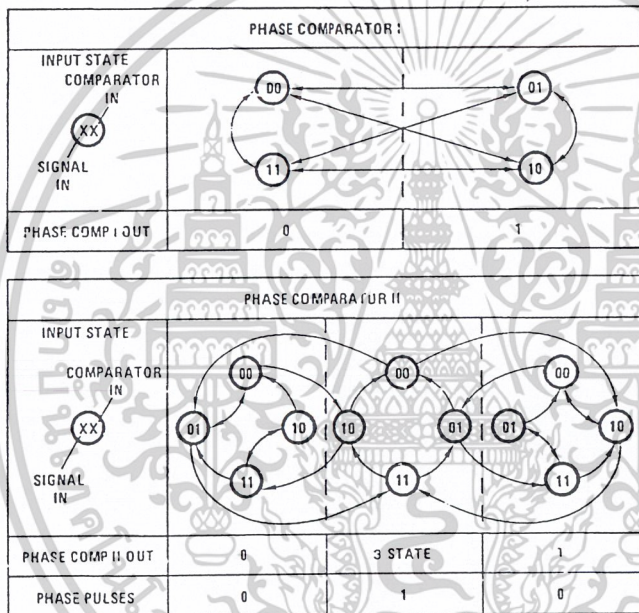 PHASE COMPARATOR I
INPUT STATE
COMPARATOR
IN
XX
SIGNAL
IN
00
01
11
10
PHASE COMP I OUT
0
1
PHASE COMPARATOR II
INPUT STATE
COMPARATOR
IN
XX
SIGNAL
IN
00
00
00
01
10
10
01
01
10
11
11
11
PHASE COMP II OUT
0
3 STATE
1
PHASE PULSES
0
1
0